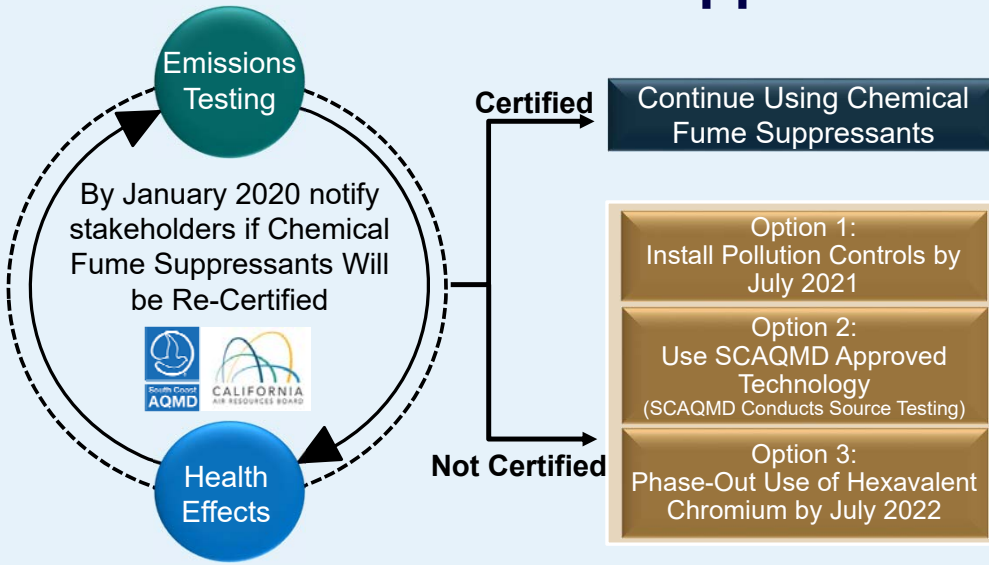 Emissions
Testing
By January 2020 notify
stakeholders if Chemical
Fume Suppressants Will
be Re-Certified
South Coast
AQMD
CALIFORNIA
AIR RESOURCES BOARD
Health
Effects
Certified
Continue Using Chemical
Fume Suppressants
Option 1:
Install Pollution Controls by
July 2021
Option 2:
Use SCAQMD Approved
Technology
(SCAQMD Conducts Source Testing)
Not Certified
Option 3:
Phase-Out Use of Hexavalent
Chromium by July 2022